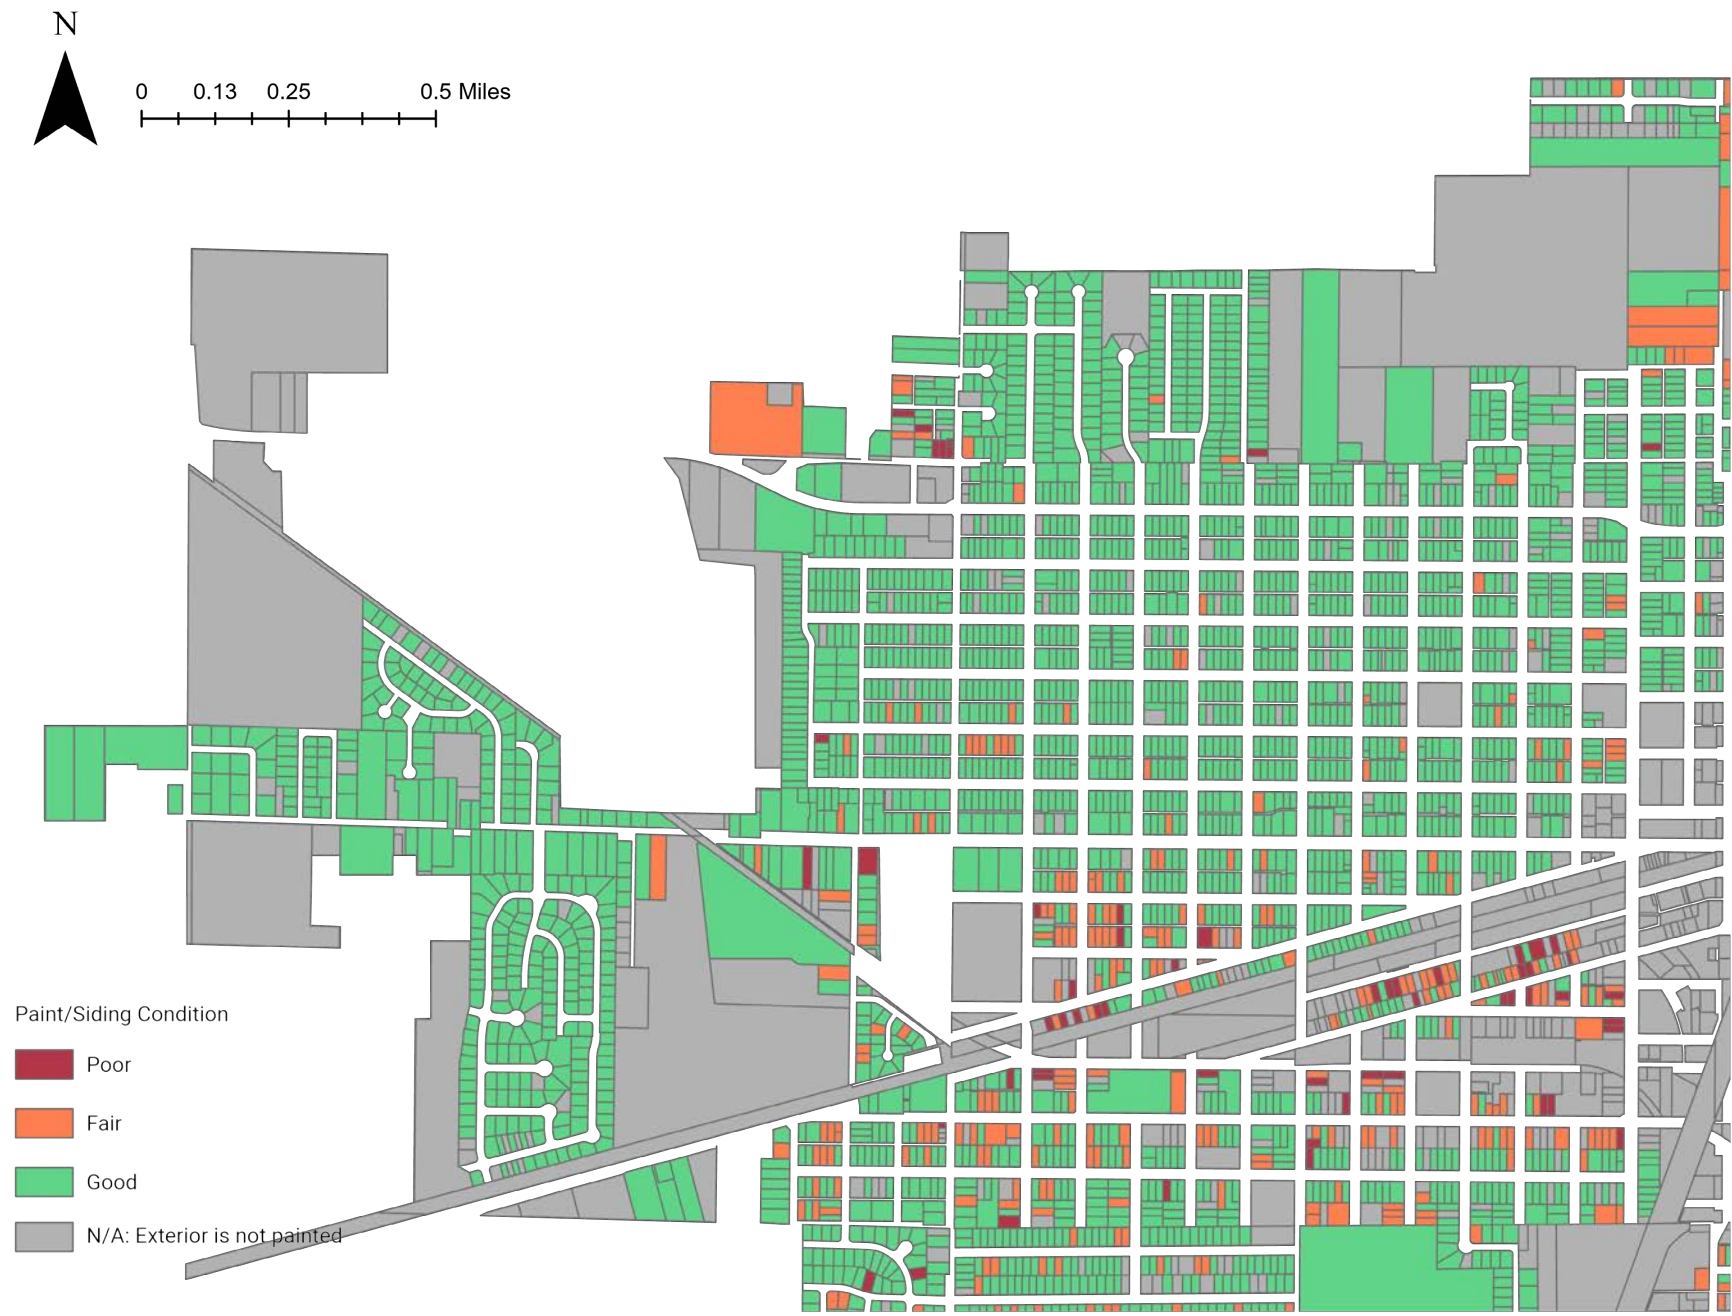 N
0 0.13 0.25 0.5 Miles
Paint/Siding Condition
Poor
Fair
Good
N/A: Exterior is not painted